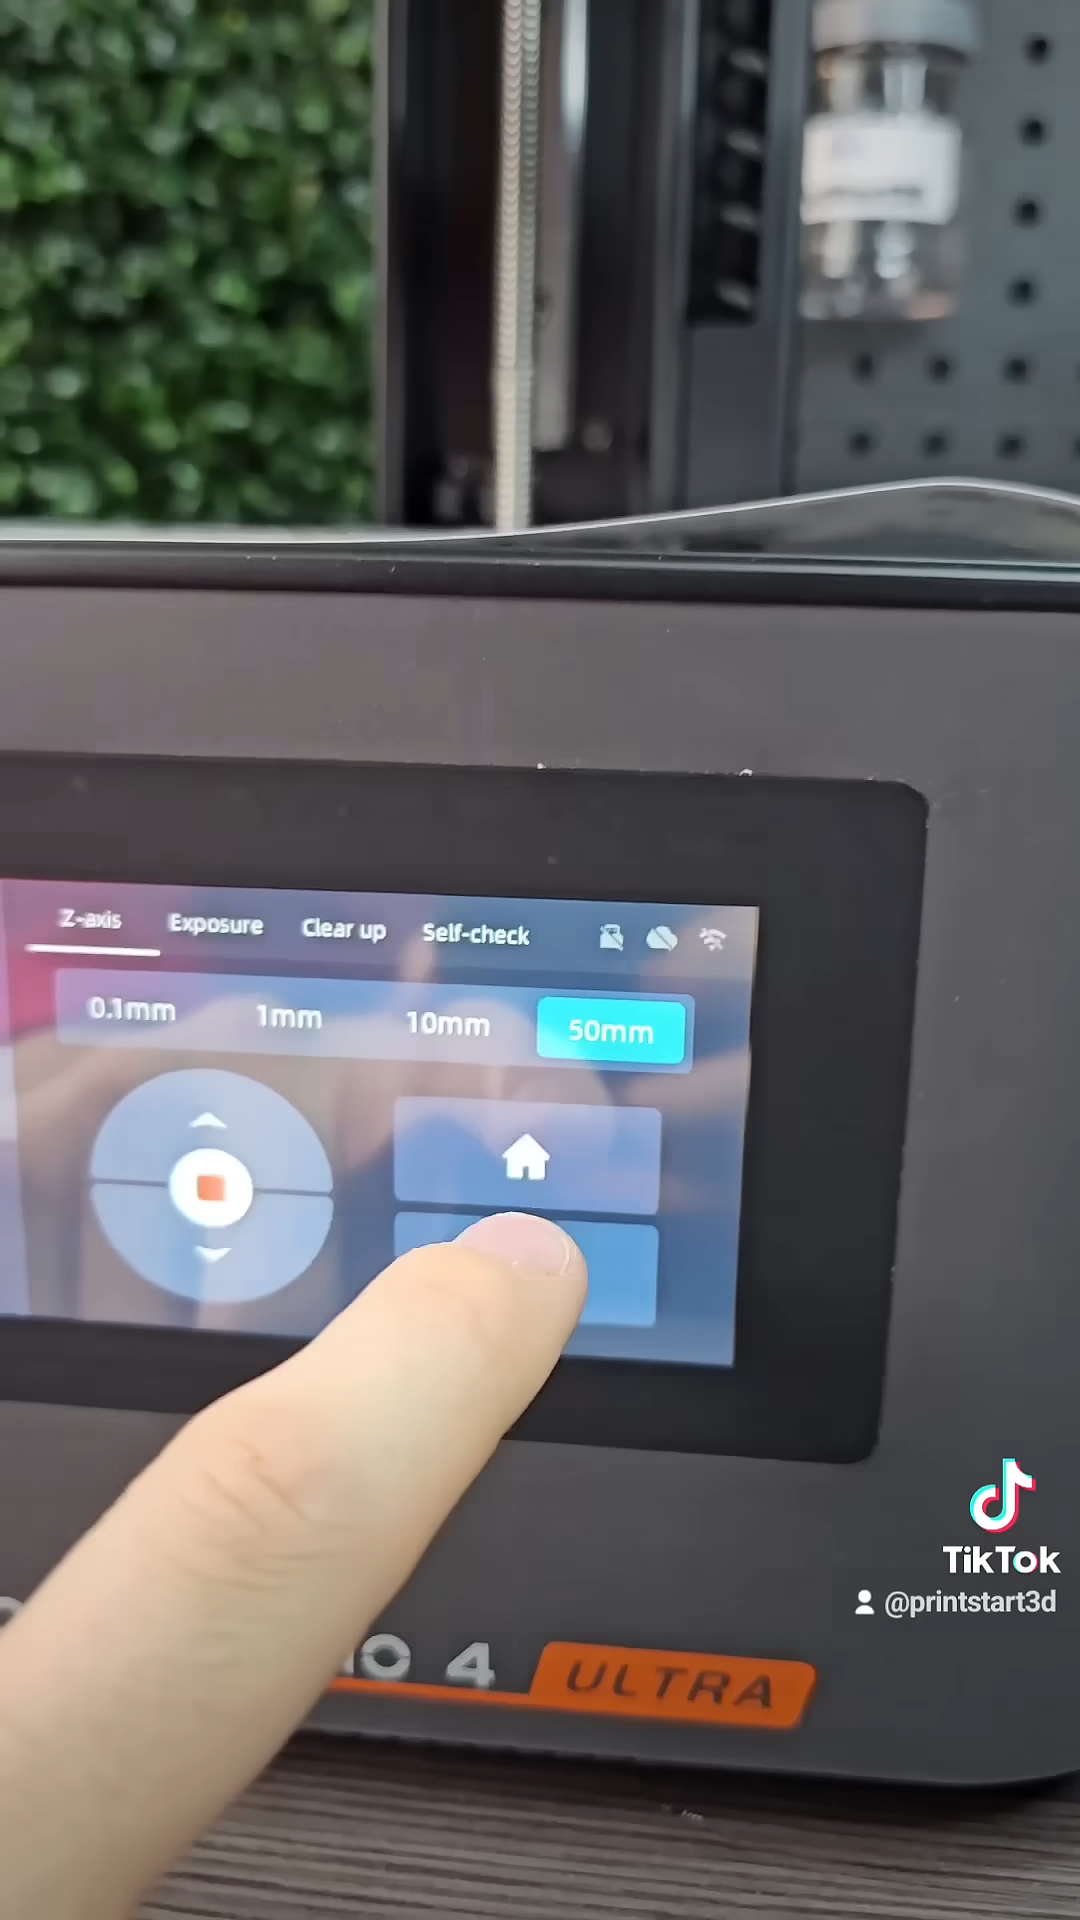 Z-axis Exposure Clear up Self-check
0.1mm 1mm 10mm 50mm
TikTok
@printstart3d
4 ULTRA